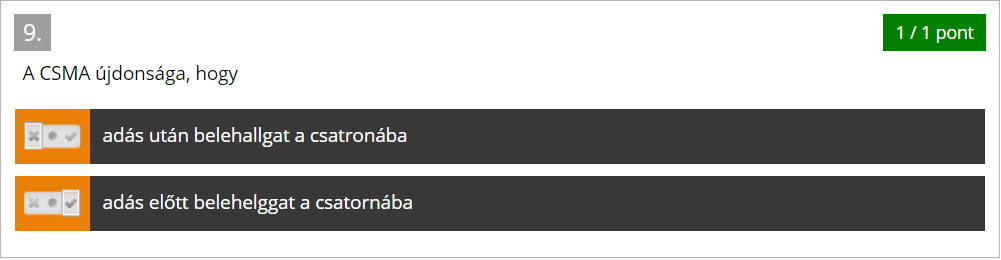 9.
1 / 1 pont
A CSMA újdonsága, hogy
adás után belehallgat a csatronába
adás előtt belehelggat a csatornába